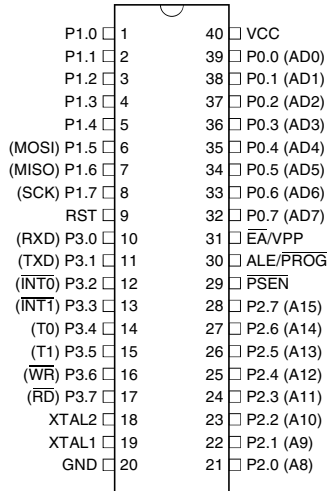 P1.0 1 40 VCC
P1.1 2 39 P0.0 (AD0)
P1.2 3 38 P0.1 (AD1)
P1.3 4 37 P0.2 (AD2)
P1.4 5 36 P0.3 (AD3)
(MOSI) P1.5 6 35 P0.4 (AD4)
(MISO) P1.6 7 34 P0.5 (AD5)
(SCK) P1.7 8 33 P0.6 (AD6)
RST 9 32 P0.7 (AD7)
(RXD) P3.0 10 31 E̅A̅/VPP
(TXD) P3.1 11 30 ALE/P̅R̅O̅G̅
(I̅N̅T̅0̅) P3.2 12 29 P̅S̅E̅N̅
(I̅N̅T̅1̅) P3.3 13 28 P2.7 (A15)
(T0) P3.4 14 27 P2.6 (A14)
(T1) P3.5 15 26 P2.5 (A13)
(W̅R̅) P3.6 16 25 P2.4 (A12)
(R̅D̅) P3.7 17 24 P2.3 (A11)
XTAL2 18 23 P2.2 (A10)
XTAL1 19 22 P2.1 (A9)
GND 20 21 P2.0 (A8)